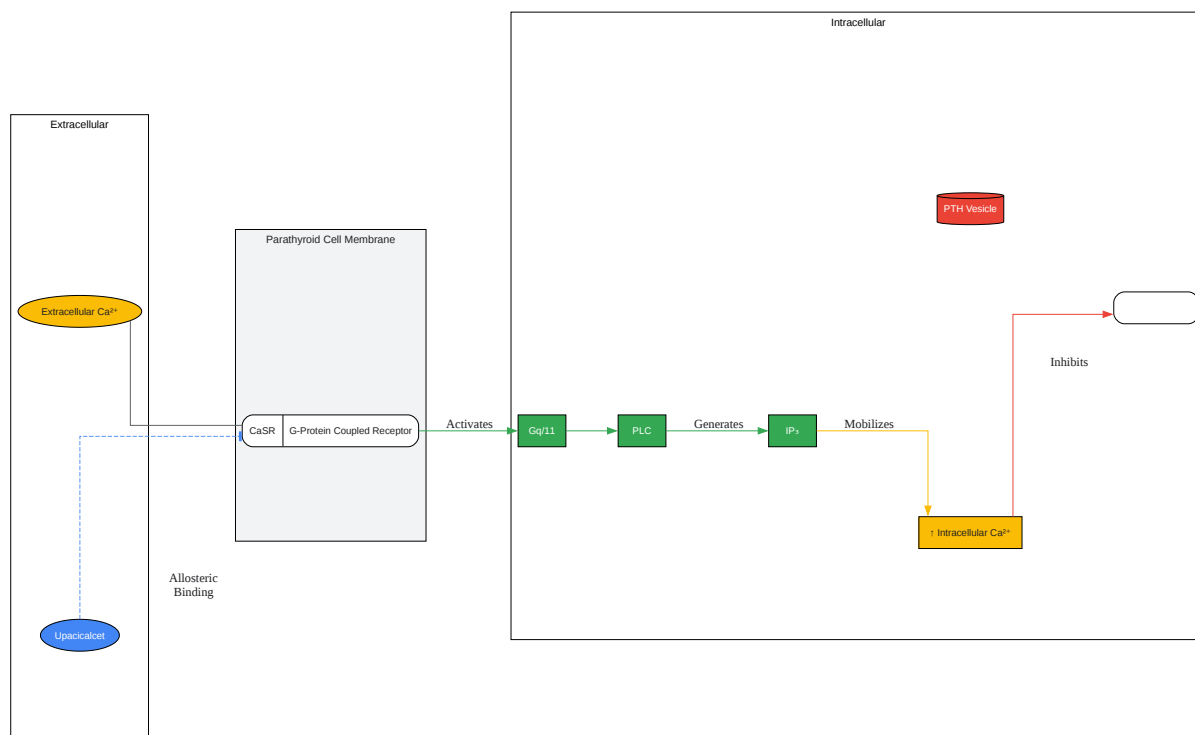 Intracellular
Extracellular
PTH Vesicle
Parathyroid Cell Membrane
Extracellular Ca²⁺
Inhibits
CaSR
G-Protein Coupled Receptor
Activates
Gq/11
PLC
Generates
IP₃
Mobilizes
↑ Intracellular Ca²⁺
Allosteric
Binding
Upacicalcet